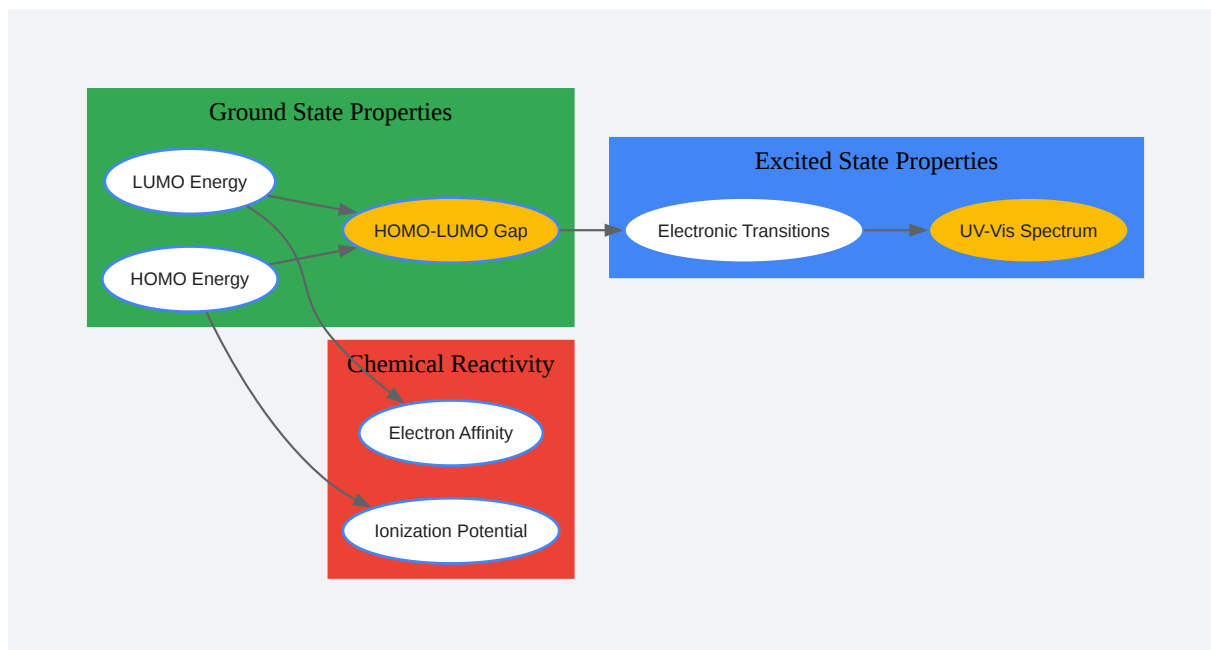 Ground State Properties
LUMO Energy
HOMO Energy
HOMO-LUMO Gap
Excited State Properties
Electronic Transitions
UV-Vis Spectrum
Chemical Reactivity
Electron Affinity
Ionization Potential